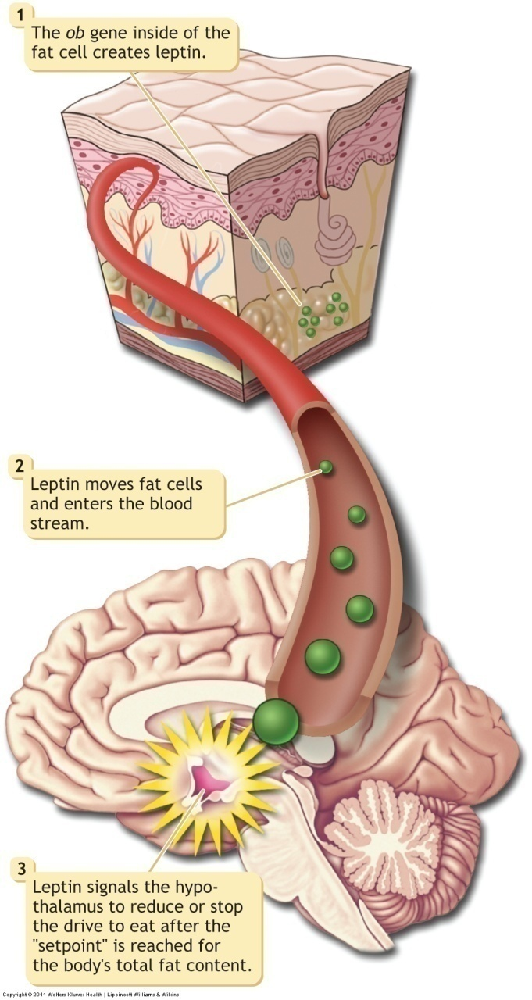 1
The ob gene inside of the
fat cell creates leptin.
2
Leptin moves fat cells
and enters the blood
stream.
3
Leptin signals the hypo-
thalamus to reduce or stop
the drive to eat after the
"setpoint" is reached for
the body's total fat content.
Copyright © 2011 Wolters Kluwer Health | Lippincott Williams & Wilkins